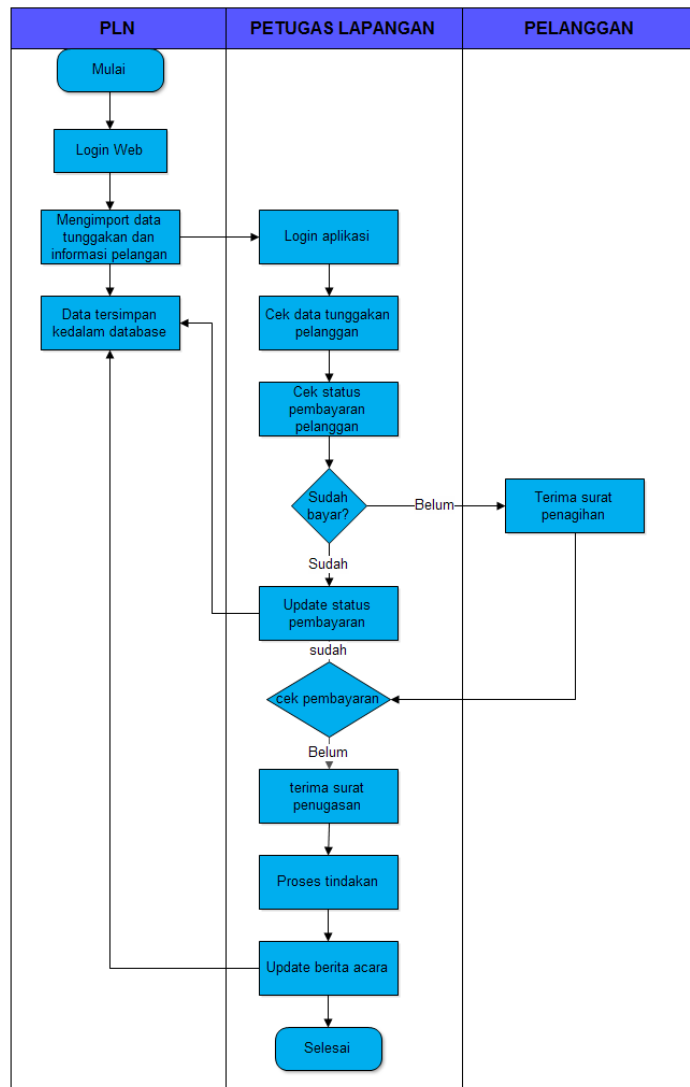 PLN
PETUGAS LAPANGAN
PELANGGAN
Mulai
Login Web
Mengimport data
tunggakan dan
informasi pelangan
Login aplikasi
Data tersimpan
kedalam database
Cek data tunggakan
pelanggan
Cek status
pembayaran
pelanggan
Sudah
bayar?
Belum
Terima surat
penagihan
Sudah
Update status
pembayaran
sudah
cek pembayaran
Belum
terima surat
penugasan
Proses tindakan
Update berita acara
Selesai